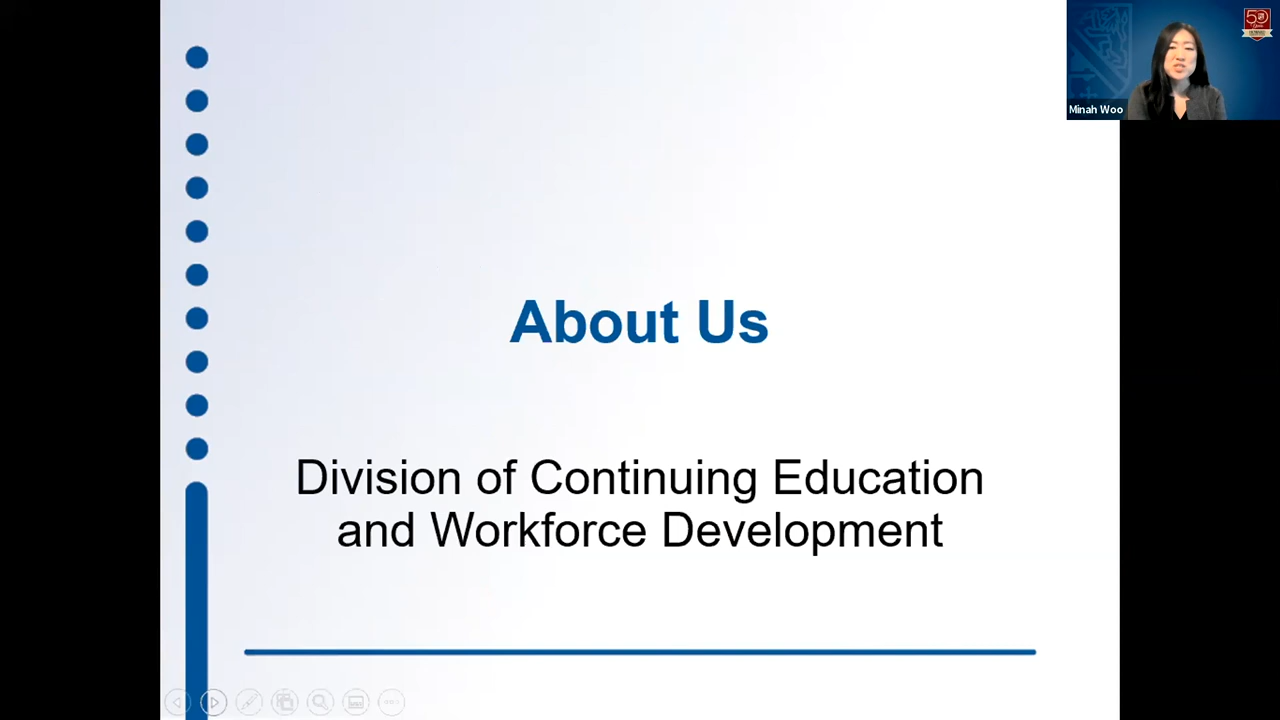 Minah Woo
About Us
Division of Continuing Education
and Workforce Development